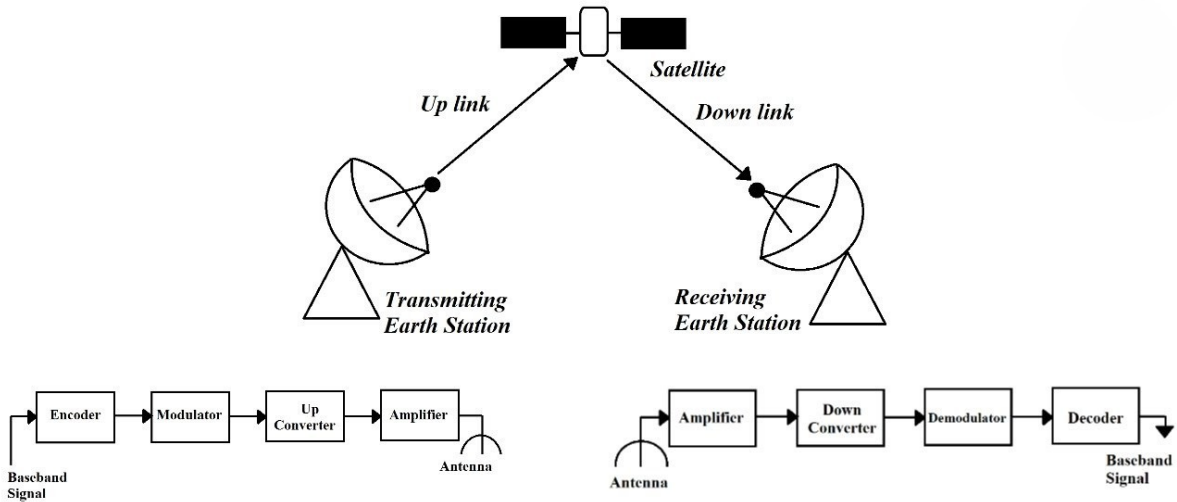 Satellite
Up link
Down link
Transmitting
Earth Station
Receiving
Earth Station
Encoder
Modulator
Up
Converter
Amplifier
Antenna
Baseband
Signal
Amplifier
Down
Converter
Demodulator
Decoder
Antenna
Baseband
Signal